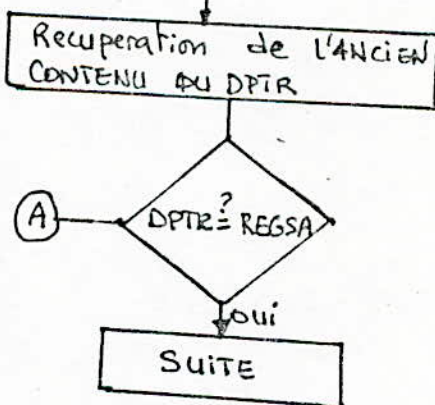 Recuperation de L'ANCIEN
CONTENU DU DPTR
A
DPTR ?= REGSA
oui
SUITE